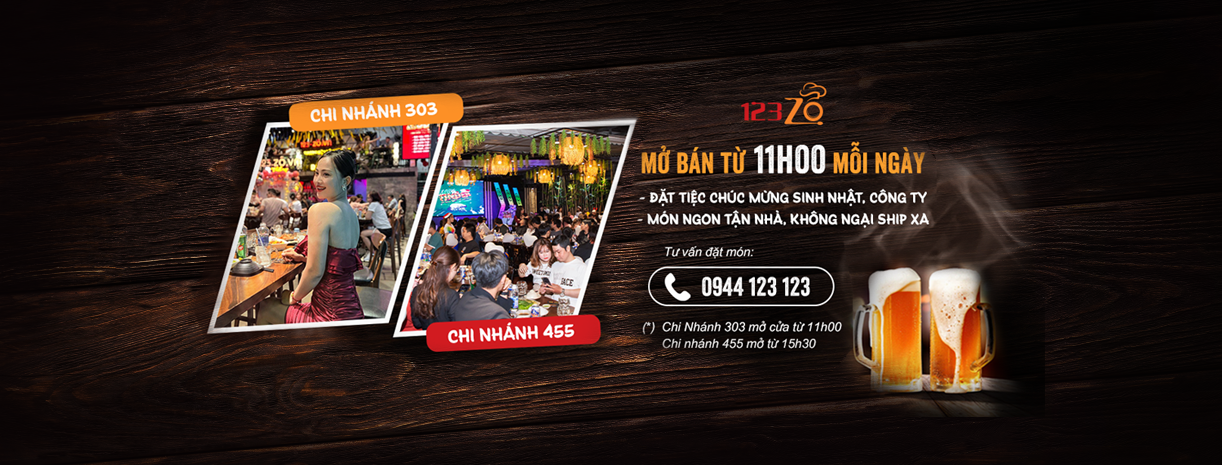 CHI NHÁNH 303
CHI NHÁNH 455
123ZÔ
MỞ BÁN TỪ 11H00 MỖI NGÀY
- ĐẶT TIỆC CHÚC MỪNG SINH NHẬT, CÔNG TY
- MÓN NGON TẬN NHÀ, KHÔNG NGẠI SHIP XA
Tư vấn đặt món:
0944 123 123
(*) Chi Nhánh 303 mở cửa từ 11h00
Chi nhánh 455 mở từ 15h30